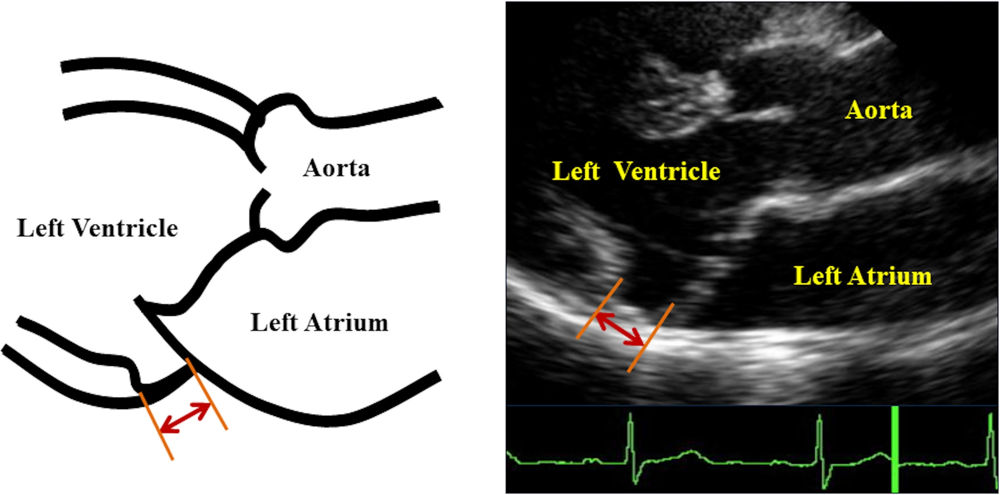 Aorta
Left Ventricle
Left Atrium
Aorta
Left Ventricle
Left Atrium